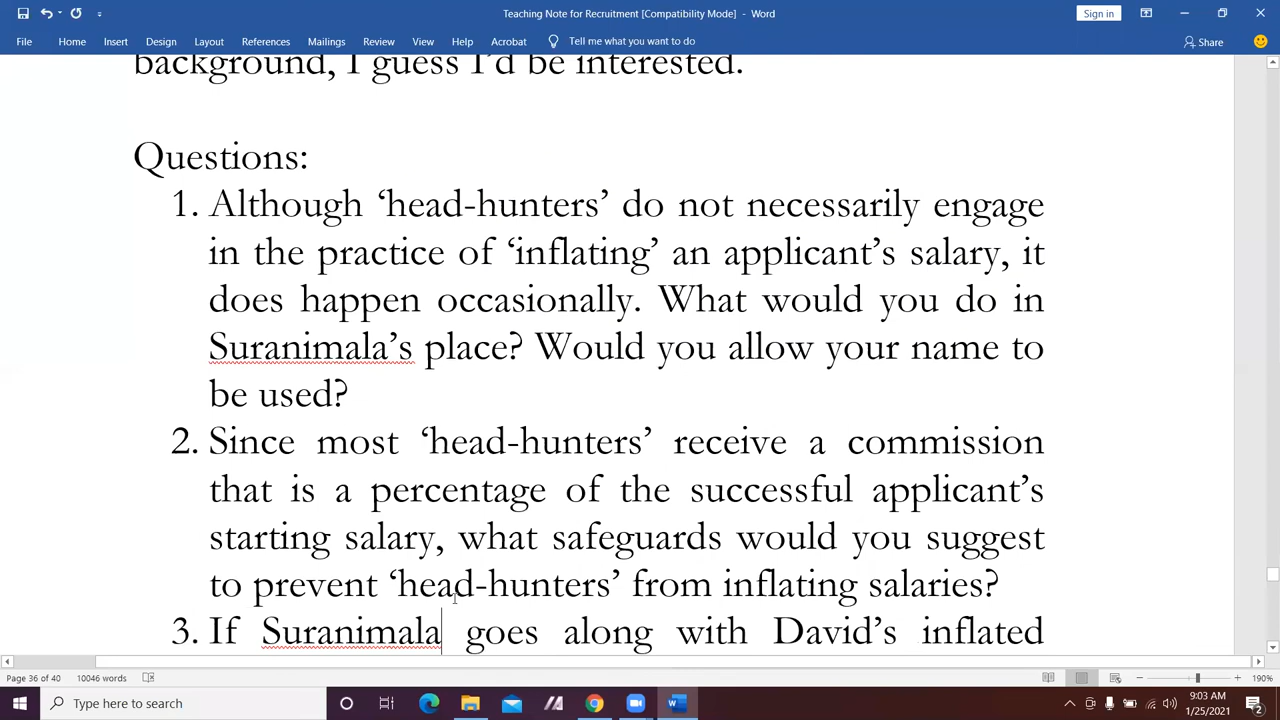 Teaching Note for Recruitment [Compatibility Mode] - Word
Sign in
File Home Insert Design Layout References Mailings Review View Help Acrobat Tell me what you want to do Share
background, I guess I'd be interested.
Questions:
1. Although ‘head-hunters’ do not necessarily engage
in the practice of ‘inflating’ an applicant’s salary, it
does happen occasionally. What would you do in
Suranimala’s place? Would you allow your name to
be used?
2. Since most ‘head-hunters’ receive a commission
that is a percentage of the successful applicant’s
starting salary, what safeguards would you suggest
to prevent ‘head-hunters’ from inflating salaries?
3. If Suranimala goes along with David’s inflated
Page 36 of 40 10046 words 190%
Type here to search
9:03 AM
1/25/2021
2